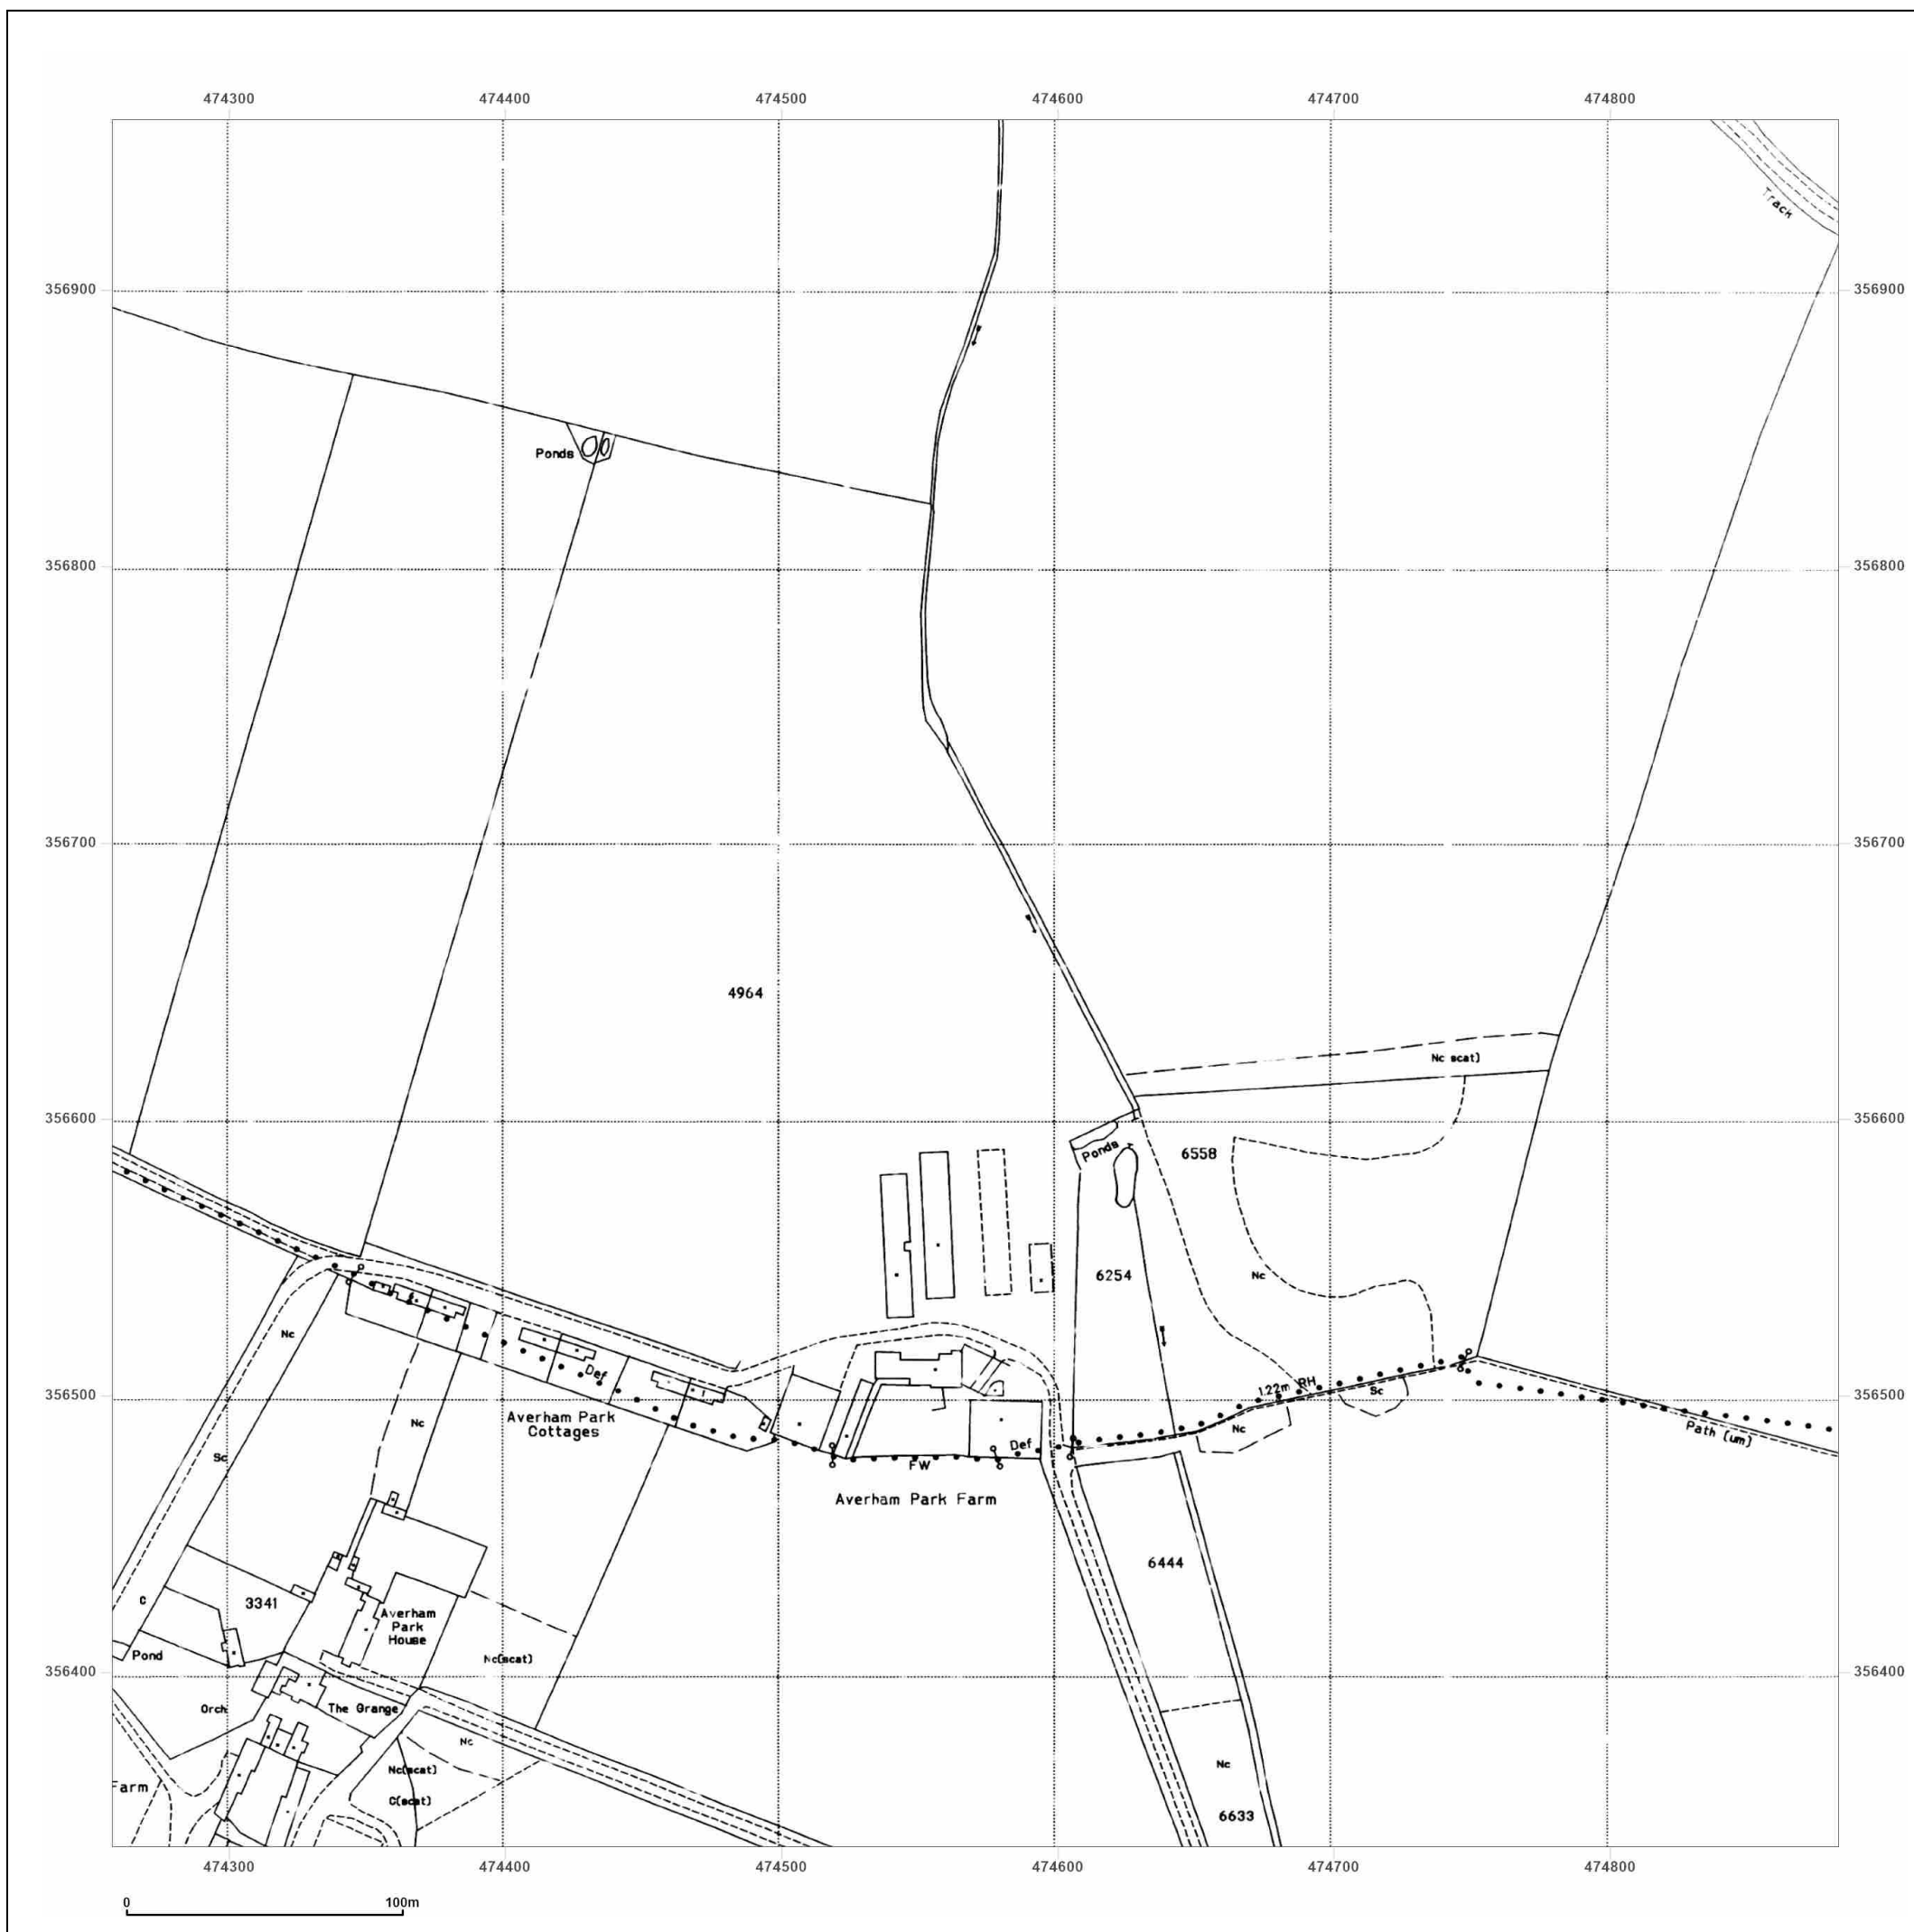 474300 474400 474500 474600 474700 474800
Track
356900 356900
Ponds
356800 356800
356700 356700
4964
Nc scat)
356600 356600
Ponds
6558
6254
Nc
Nc
Def
1.22m RH
Sc
356500 356500
Nc
Averham Park
Cottages
Nc
Path (um)
Def
FW
Sc
Averham Park Farm
6444
C
3341
Averham
Park
House
Pond
Nc(scat)
356400 356400
Orch
The Grange
Nc
Nc
Nc(scat)
Farm
C(scat)
6633
474300 474400 474500 474600 474700 474800
0 100m